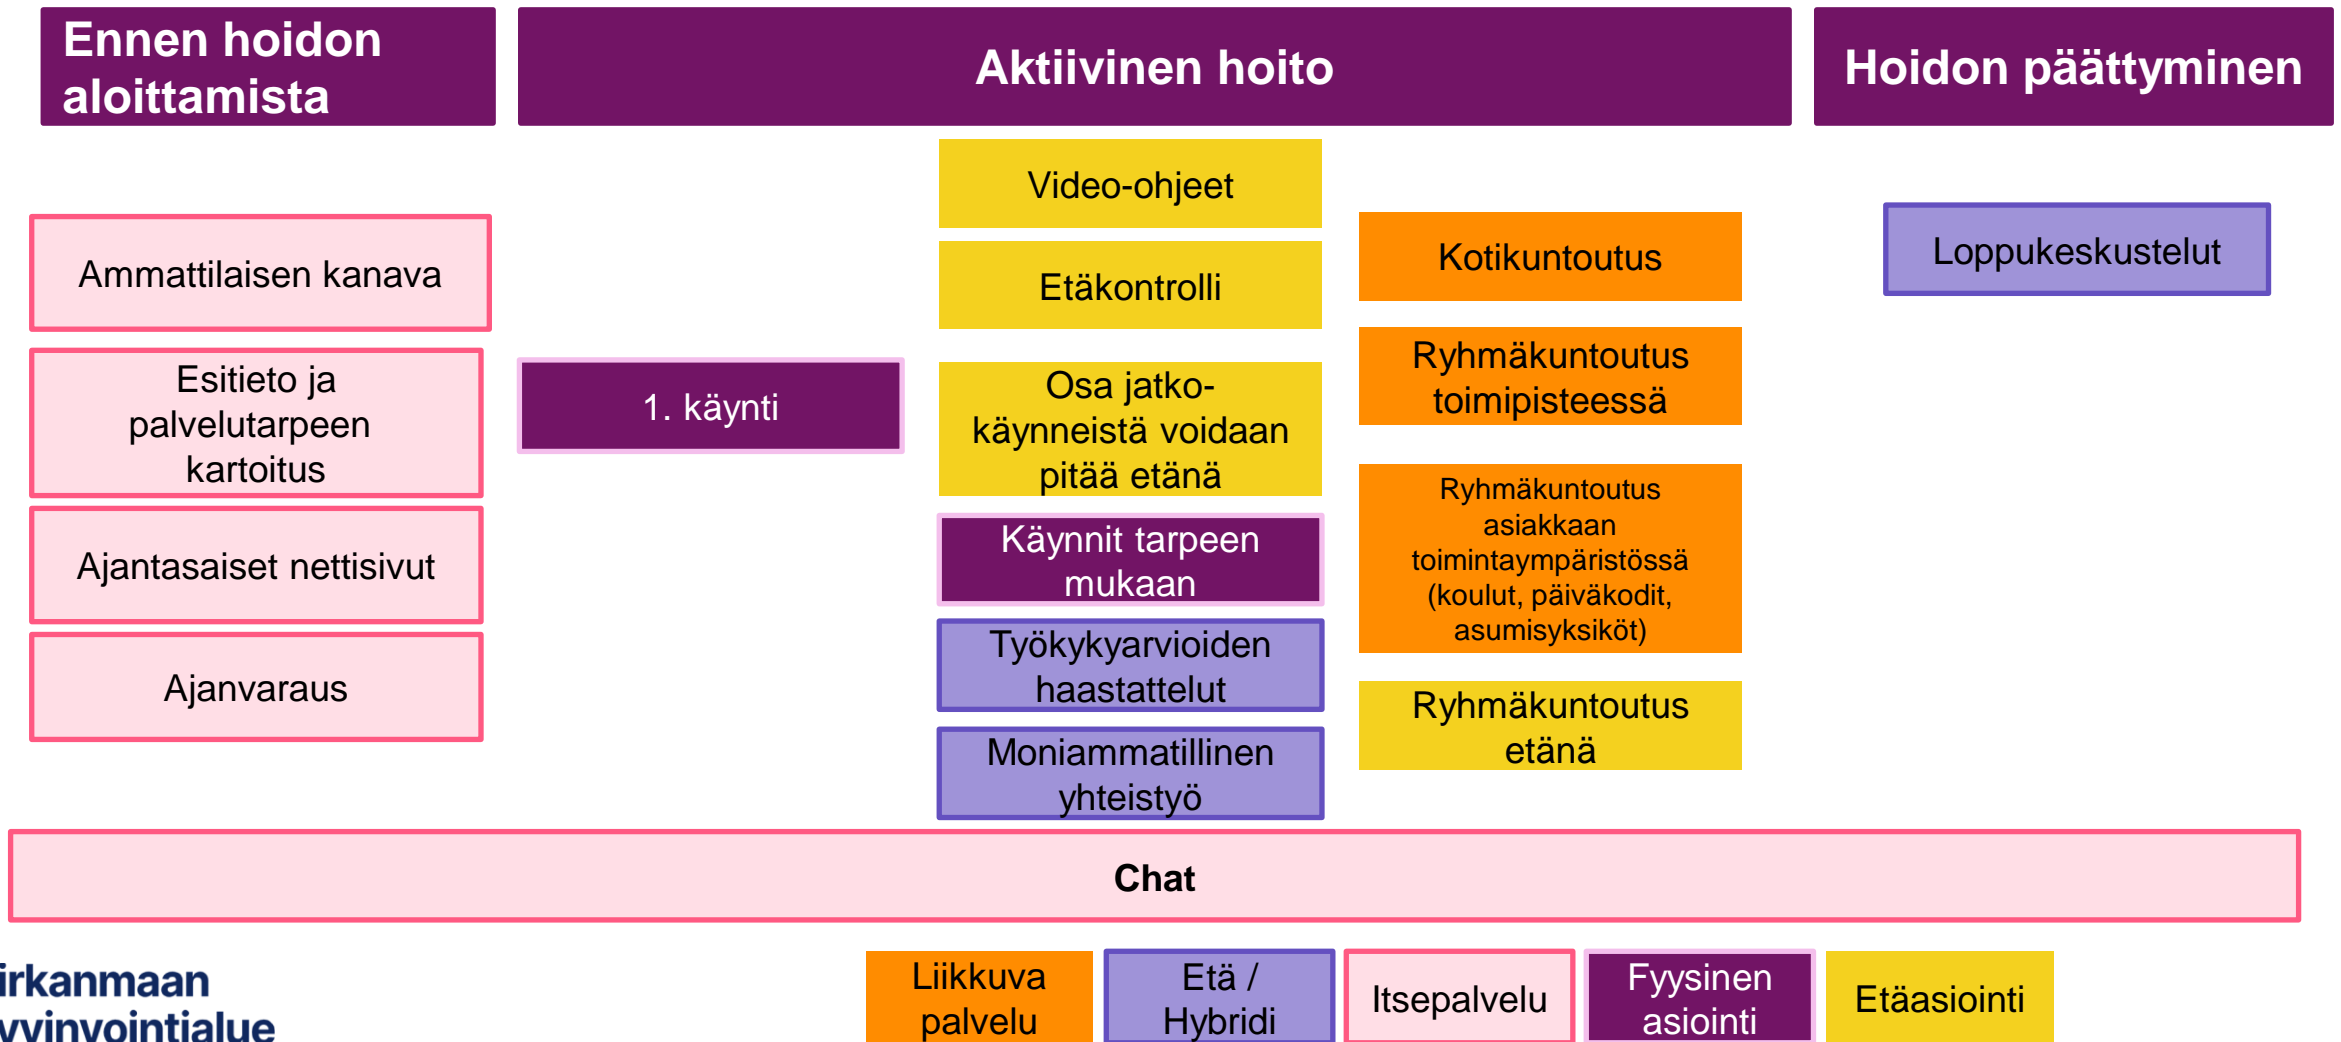 Ennen hoidon
aloittamista
Aktiivinen hoito
Hoidon päättyminen
Ammattilaisen kanava
Esitieto ja
palvelutarpeen
kartoitus
Ajantasaiset nettisivut
Ajanvaraus
1. käynti
Video-ohjeet
Etäkontrolli
Osa jatko-
käynneistä voidaan
pitää etänä
Käynnit tarpeen
mukaan
Työkykyarvioiden
haastattelut
Moniammatillinen
yhteistyö
Kotikuntoutus
Ryhmäkuntoutus
toimipisteessä
Ryhmäkuntoutus
asiakkaan
toimintaympäristössä
(koulut, päiväkodit,
asumisyksiköt)
Ryhmäkuntoutus
etänä
Loppukeskustelut
Chat
irkanmaan
yvinvointialue
Liikkuva
palvelu
Etä /
Hybridi
Itsepalvelu
Fyysinen
asiointi
Etäasiointi